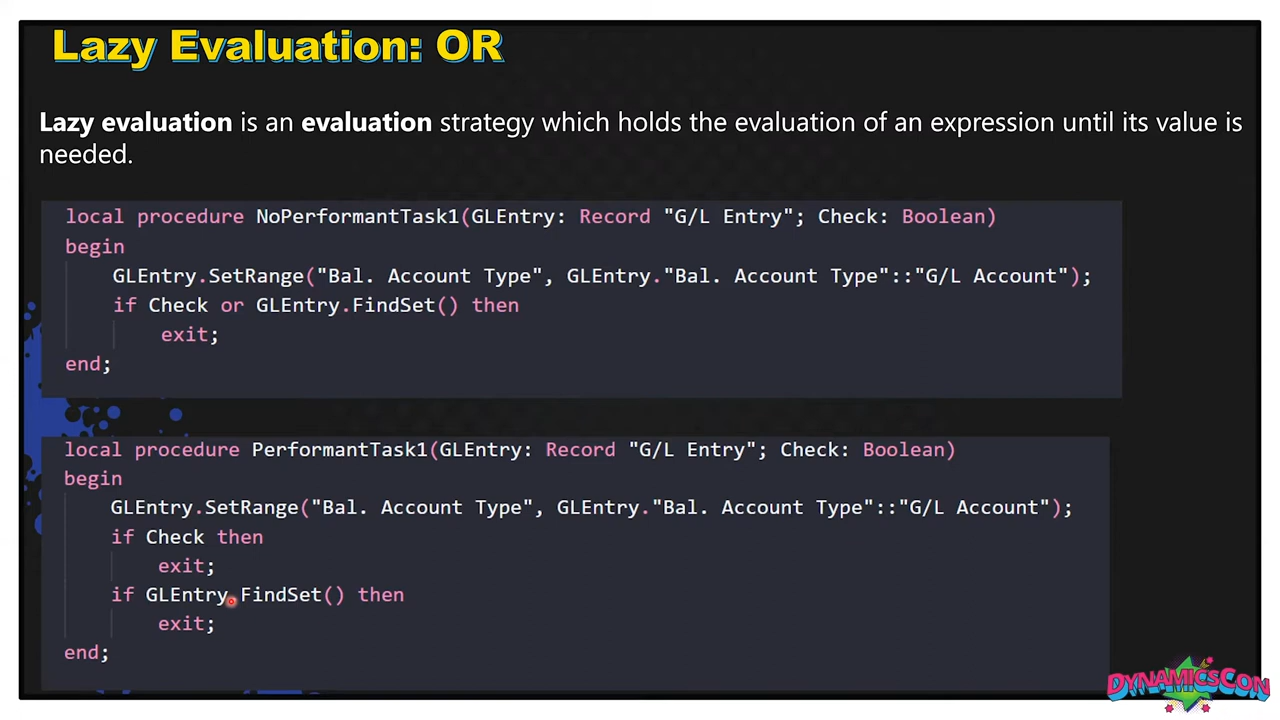 Lazy Evaluation: OR
Lazy evaluation is an evaluation strategy which holds the evaluation of an expression until its value is
needed.
local procedure NoPerformantTask1(GLEntry: Record "G/L Entry"; Check: Boolean)
begin
GLEntry.SetRange("Bal. Account Type", GLEntry."Bal. Account Type"::"G/L Account");
if Check or GLEntry.FindSet() then
exit;
end;
local procedure PerformantTask1(GLEntry: Record "G/L Entry"; Check: Boolean)
begin
GLEntry.SetRange("Bal. Account Type", GLEntry."Bal. Account Type"::"G/L Account");
if Check then
exit;
if GLEntry.FindSet() then
exit;
end;
DYNAMICSCON